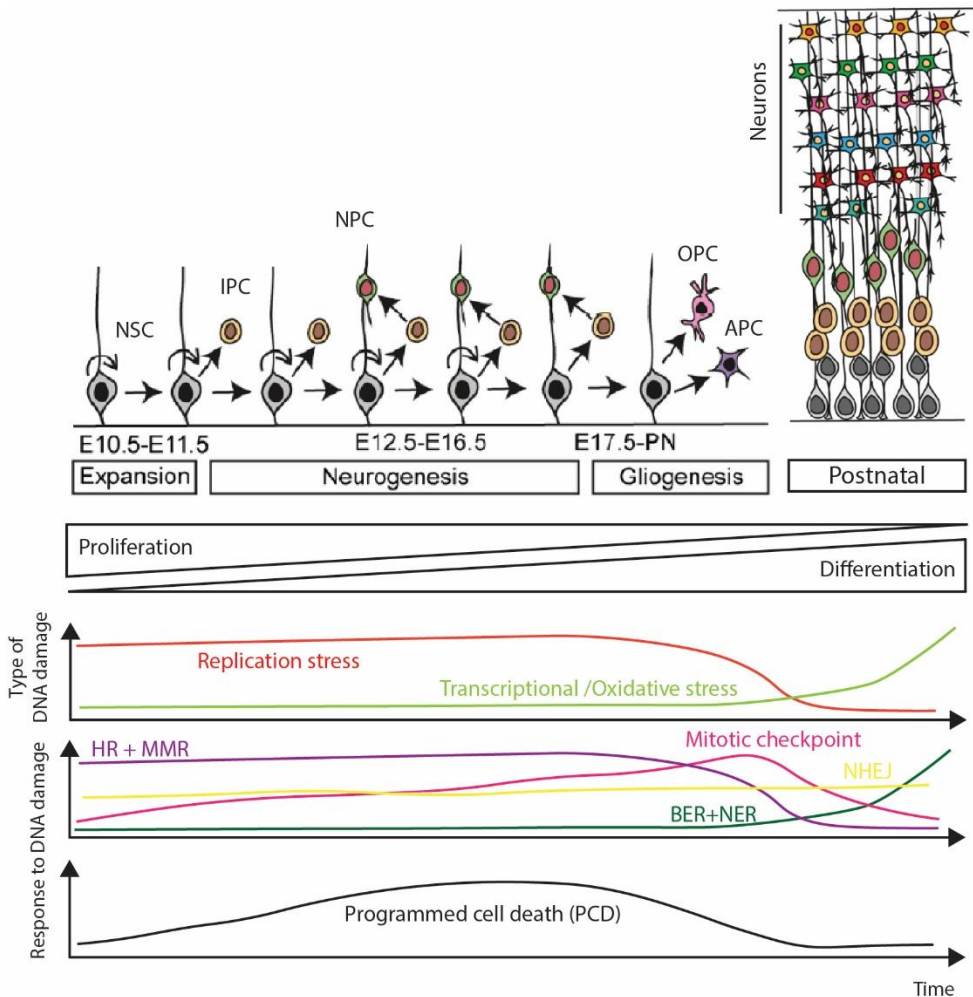 Neurons
NPC
IPC
NSC
OPC
APC
E10.5-E11.5
E12.5-E16.5
E17.5-PN
Expansion
Neurogenesis
Gliogenesis
Postnatal
Proliferation
Differentiation
Type of
DNA damage
Replication stress
Transcriptional /Oxidative stress
Response to DNA damage
HR + MMR
Mitotic checkpoint
NHEJ
BER+NER
Programmed cell death (PCD)
Time